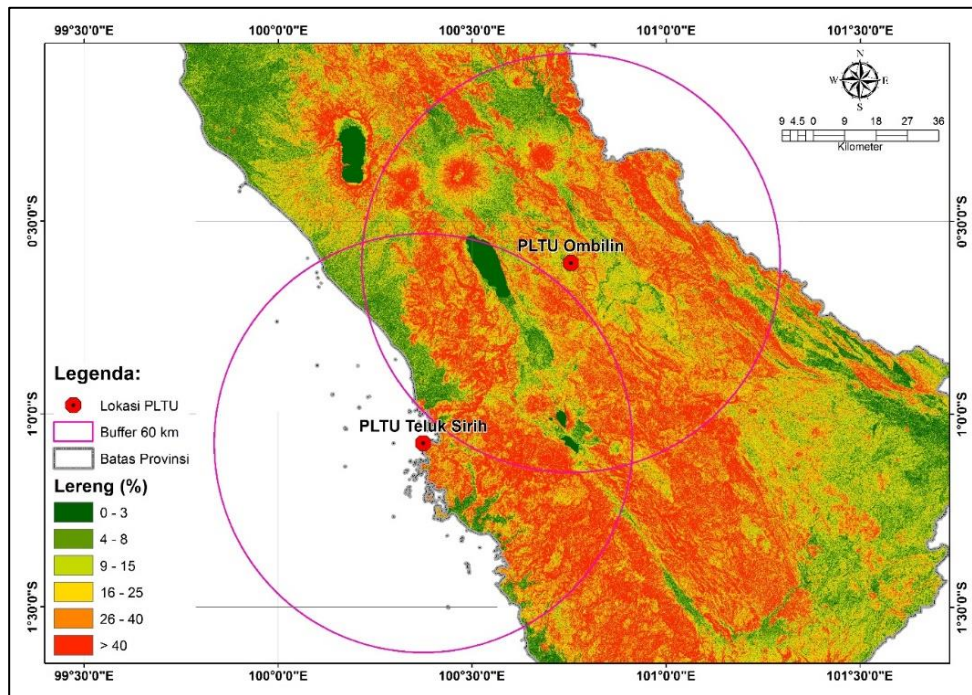 99°30'0"E 100°0'0"E 100°30'0"E 101°0'0"E 101°30'0"E
N
W E
S
9 4.5 0 9 18 27 36
Kilometer
0°30'0"S 0°30'0"S
PLTU Ombilin
Legenda:
Lokasi PLTU
Buffer 60 km
Batas Provinsi
1°0'0"S 1°0'0"S
PLTU Teluk Sirih
Lereng (%)
0 - 3
4 - 8
9 - 15
16 - 25
26 - 40
> 40
1°30'0"S 1°30'0"S
99°30'0"E 100°0'0"E 100°30'0"E 101°0'0"E 101°30'0"E